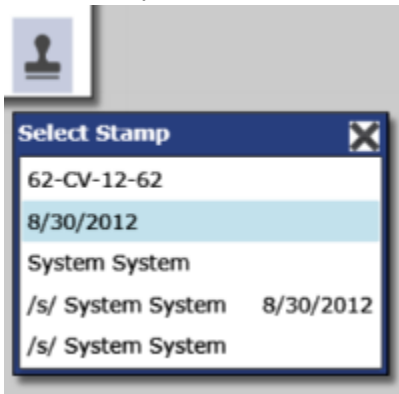 Select Stamp
62-CV-12-62
8/30/2012
System System
/s/ System System 8/30/2012
/s/ System System